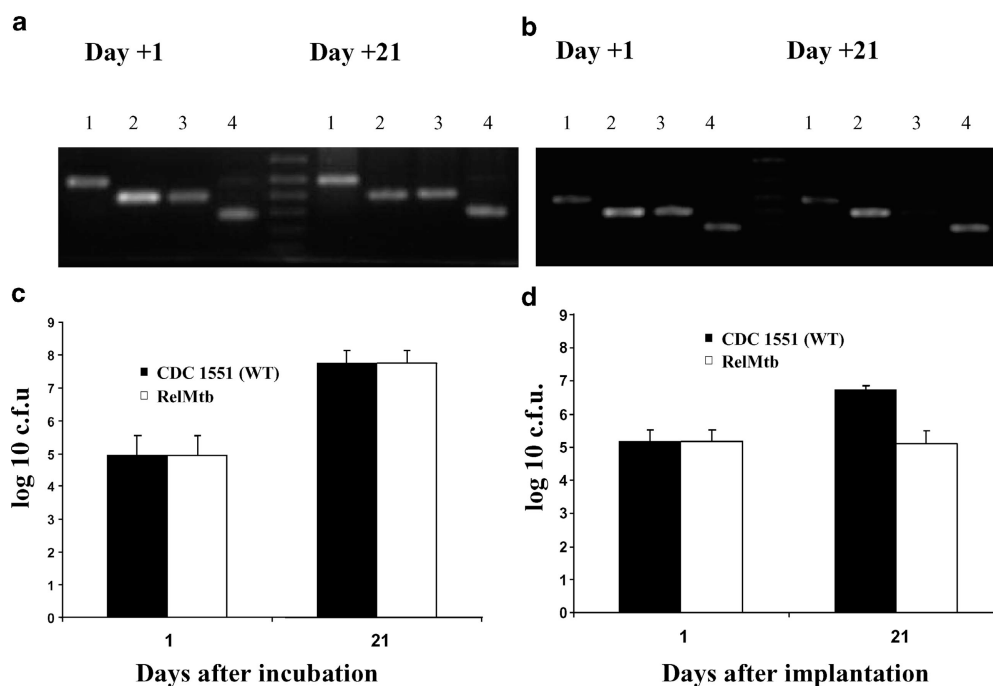 a
Day +1 Day +21
1 2 3 4 1 2 3 4
b
Day +1 Day +21
1 2 3 4 1 2 3 4
c
9
8
7
6
5
4
3
2
1
0
log 10 c.f.u
CDC 1551 (WT)
RelMtb
1 21
Days after incubation
d
9
8
7
6
5
4
3
2
1
0
log 10 c.f.u.
CDC 1551 (WT)
RelMtb
1 21
Days after implantation